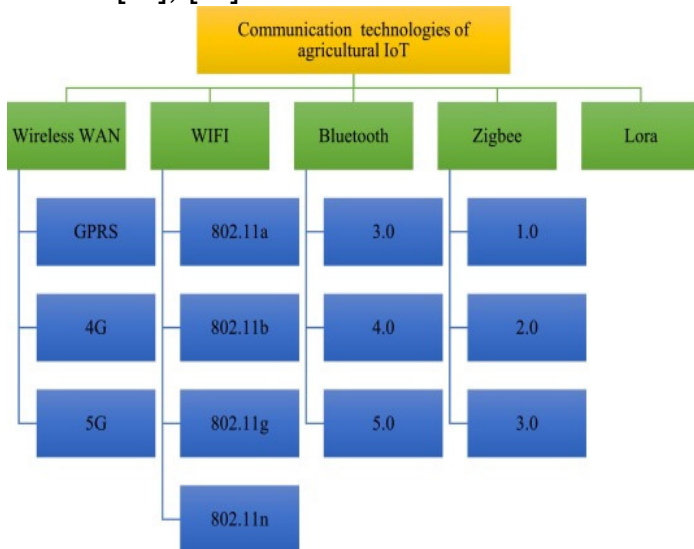 Communication technologies of
agricultural IoT
Wireless WAN
WIFI
Bluetooth
Zigbee
Lora
GPRS
802.11a
3.0
1.0
4G
802.11b
4.0
2.0
5G
802.11g
5.0
3.0
802.11n